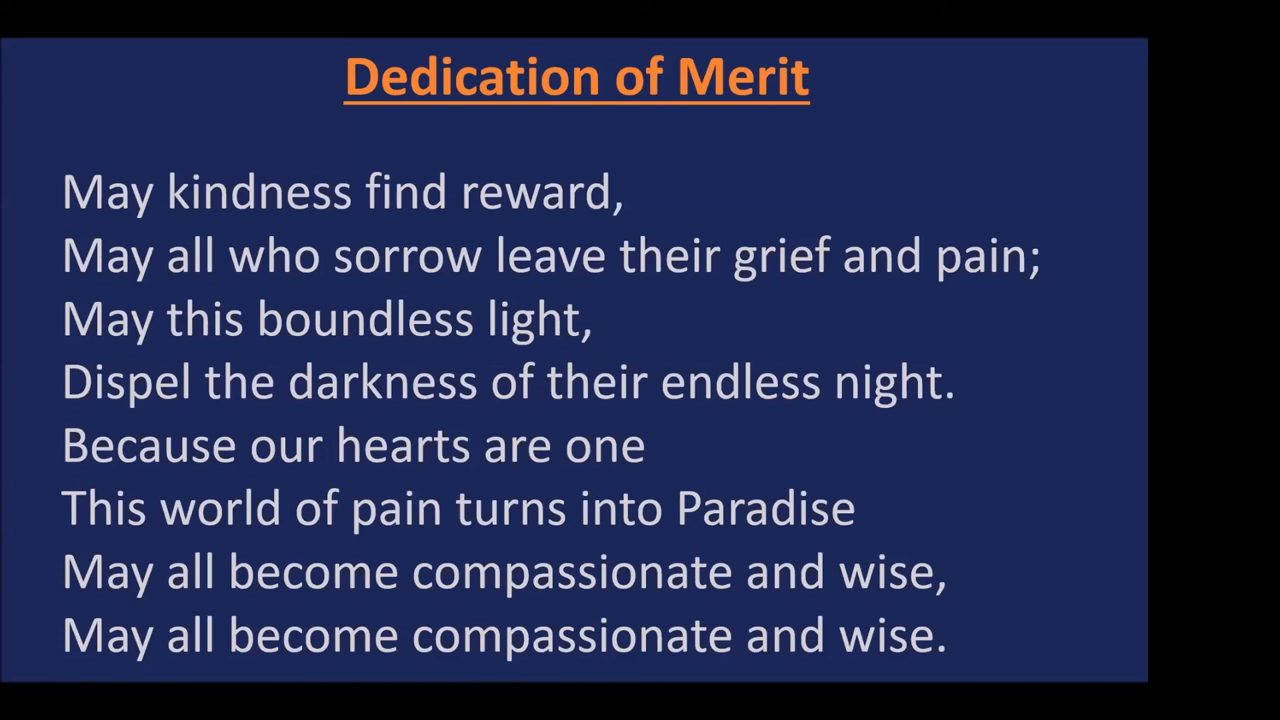 Dedication of Merit
May kindness find reward,
May all who sorrow leave their grief and pain;
May this boundless light,
Dispel the darkness of their endless night.
Because our hearts are one
This world of pain turns into Paradise
May all become compassionate and wise,
May all become compassionate and wise.